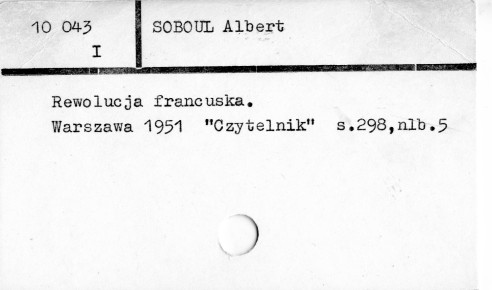 10 043 SOBOUL Albert
I
Rewolucja francuska.
Warszawa 1951 "Czytelnik" s.298,nlb.5